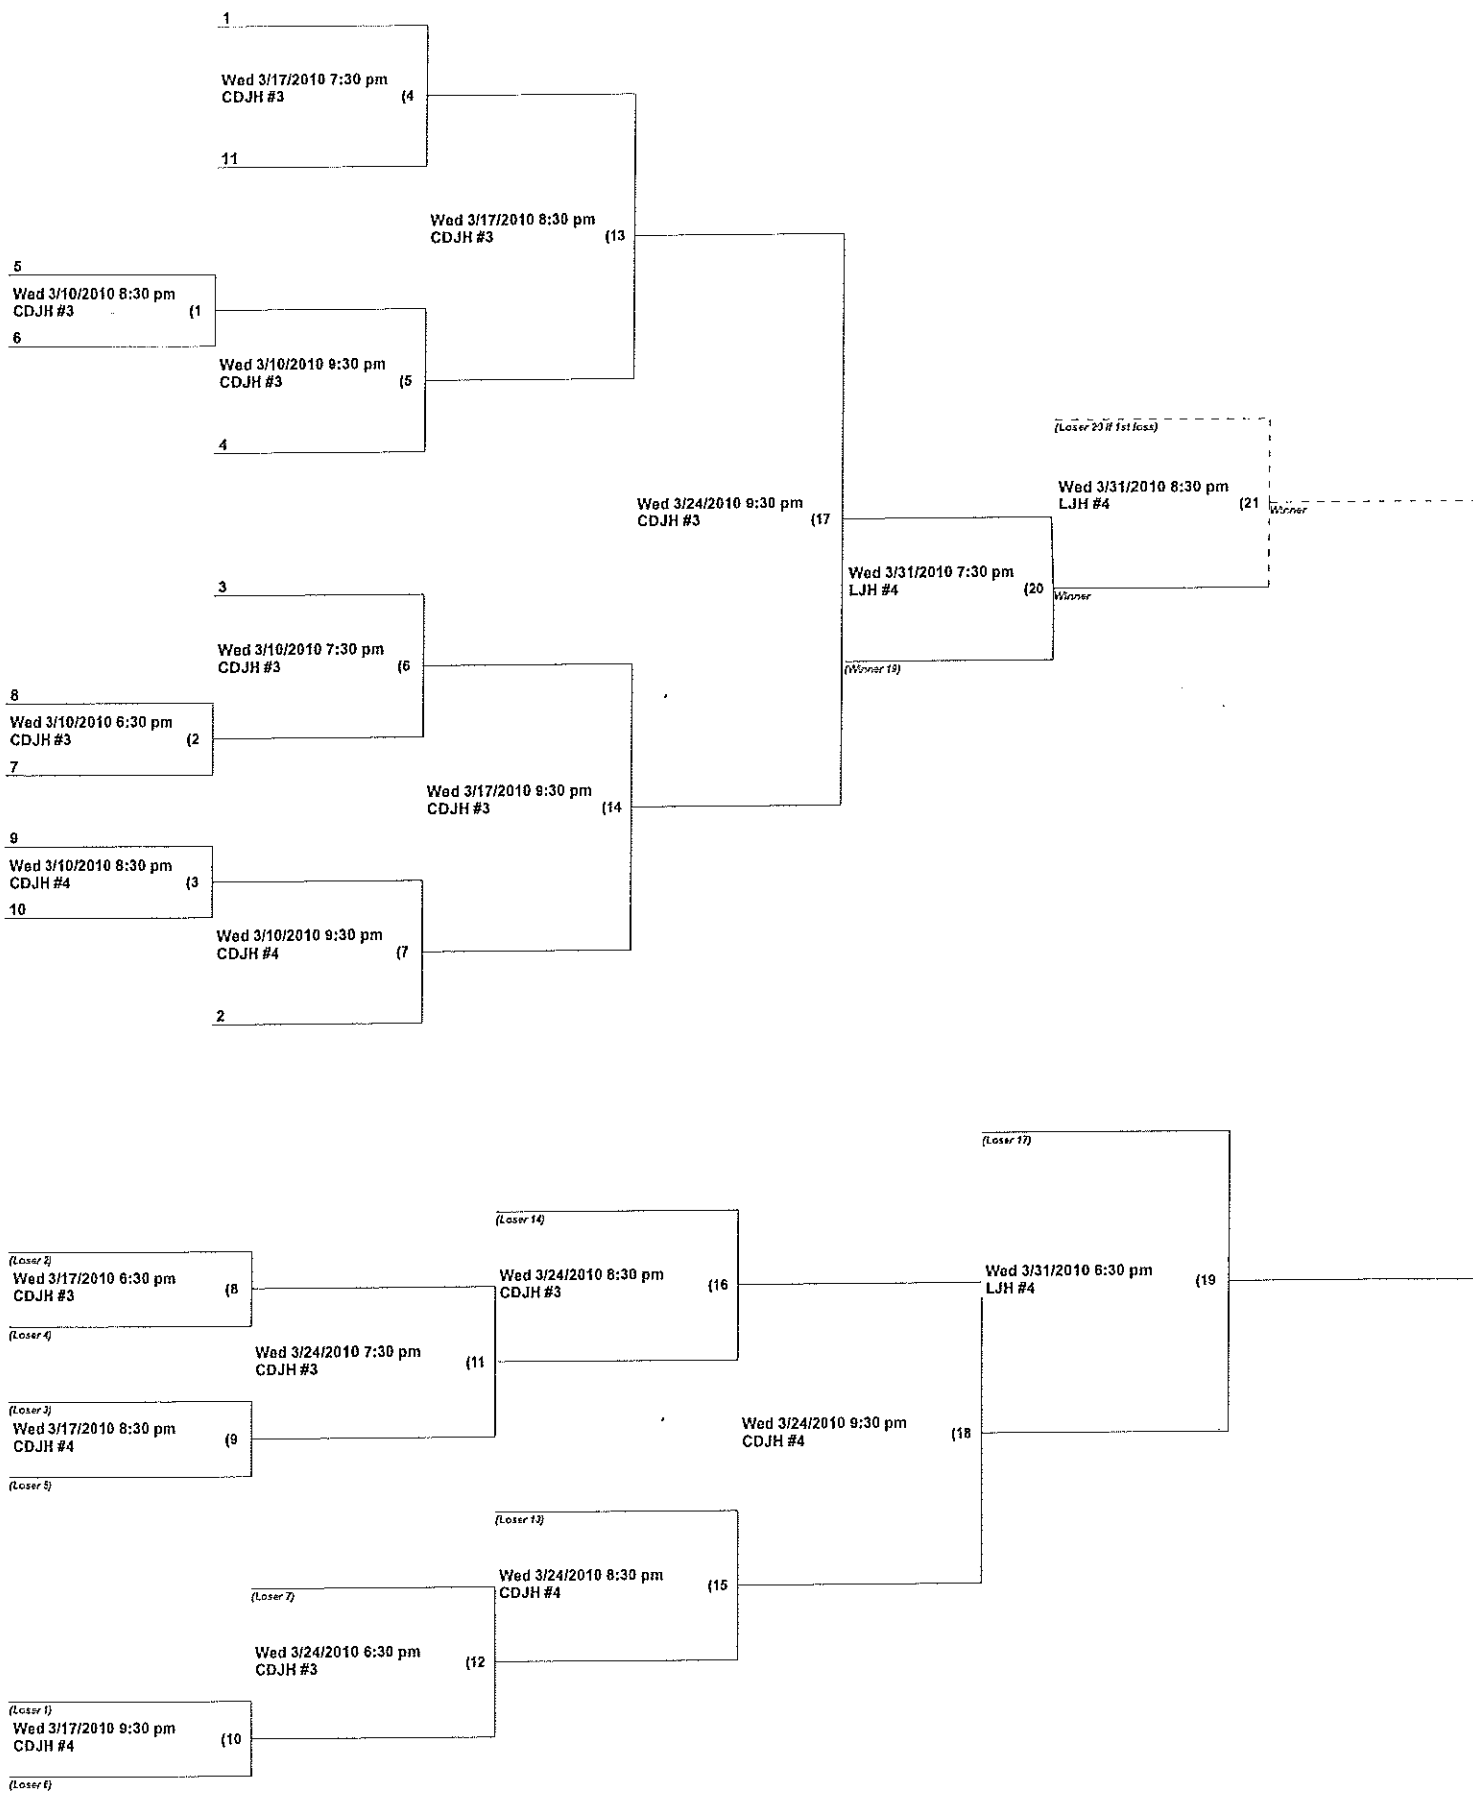 1
Wed 3/17/2010 7:30 pm
CDJH #3
(4
11
Wed 3/17/2010 8:30 pm
CDJH #3
(13
5
Wed 3/10/2010 8:30 pm
CDJH #3
(1
6
Wed 3/10/2010 9:30 pm
CDJH #3
(5
4
(Loser 20 if 1st loss)
Wed 3/31/2010 8:30 pm
LJH #4
(21
Winner
Wed 3/24/2010 9:30 pm
CDJH #3
(17
Wed 3/31/2010 7:30 pm
LJH #4
(20
Winner
(Winner 19)
3
Wed 3/10/2010 7:30 pm
CDJH #3
(6
8
Wed 3/10/2010 6:30 pm
CDJH #3
(2
7
Wed 3/17/2010 9:30 pm
CDJH #3
(14
9
Wed 3/10/2010 8:30 pm
CDJH #4
(3
10
Wed 3/10/2010 9:30 pm
CDJH #4
(7
2
(Loser 17)
(Loser 14)
(Loser 2)
Wed 3/17/2010 6:30 pm
CDJH #3
(8
(Loser 4)
Wed 3/24/2010 8:30 pm
CDJH #3
(16
Wed 3/31/2010 6:30 pm
LJH #4
(19
Wed 3/24/2010 7:30 pm
CDJH #3
(11
(Loser 3)
Wed 3/17/2010 8:30 pm
CDJH #4
(9
(Loser 5)
Wed 3/24/2010 9:30 pm
CDJH #4
(18
(Loser 13)
Wed 3/24/2010 8:30 pm
CDJH #4
(15
(Loser 7)
Wed 3/24/2010 6:30 pm
CDJH #3
(12
(Loser 1)
Wed 3/17/2010 9:30 pm
CDJH #4
(10
(Loser 6)